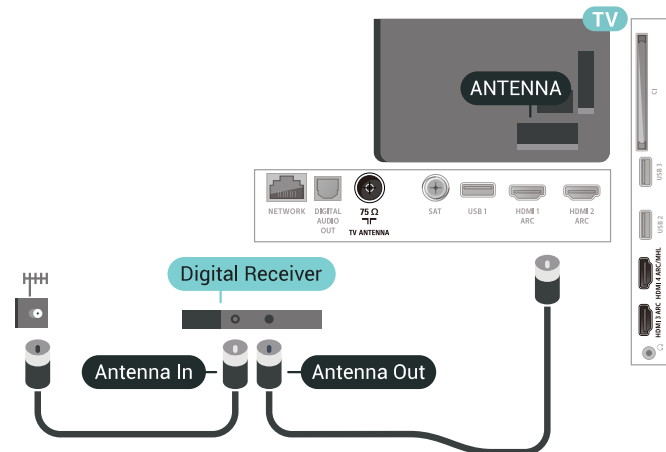 TV
ANTENNA
CI
USB 3
USB 2
HDMI 4 ARC/MHL
HDMI 3 ARC
NETWORK
DIGITAL
AUDIO
OUT
75 Ω
TV ANTENNA
SAT
USB 1
HDMI 1
ARC
HDMI 2
ARC
Digital Receiver
Antenna In
Antenna Out